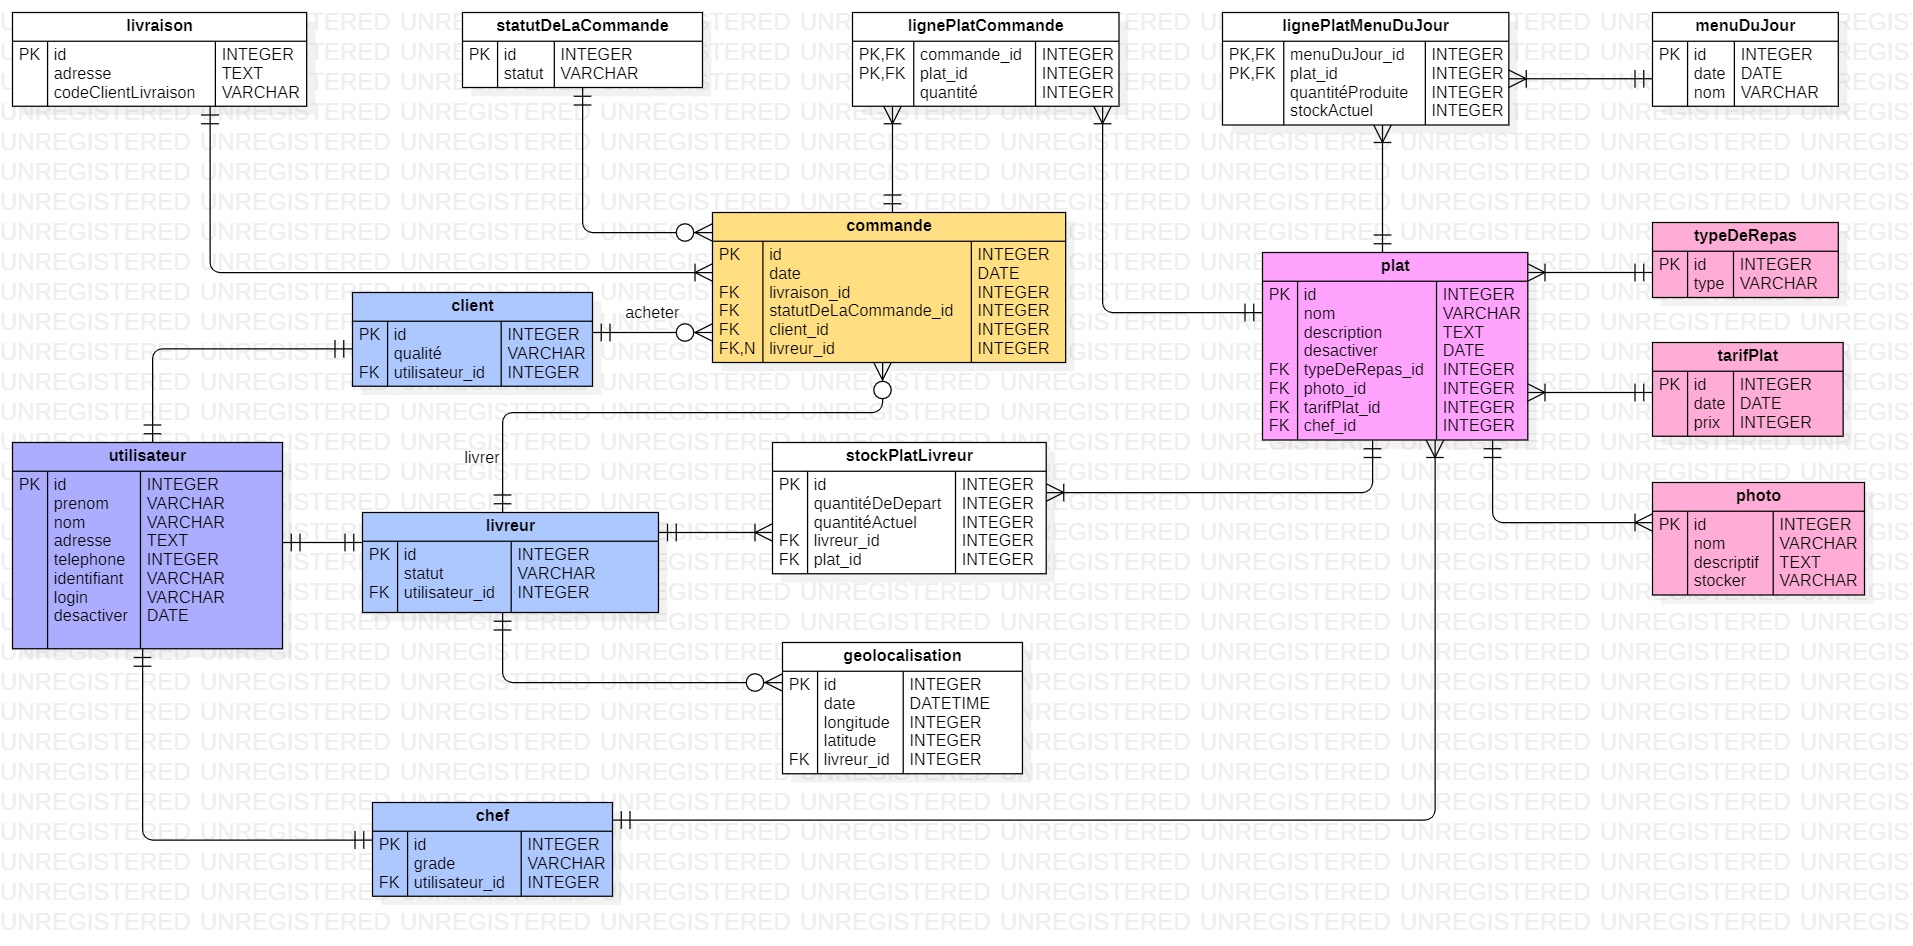 livraison
PK id INTEGER
adresse TEXT
codeClientLivraison VARCHAR
statutDeLaCommande
PK id INTEGER
statut VARCHAR
lignePlatCommande
PK,FK commande_id INTEGER
PK,FK plat_id INTEGER
quantité INTEGER
lignePlatMenuDuJour
PK,FK menuDuJour_id INTEGER
PK,FK plat_id INTEGER
quantitéProduite INTEGER
stockActuel INTEGER
menuDuJour
PK id INTEGER
date DATE
nom VARCHAR
commande
PK id INTEGER
date DATE
FK livraison_id INTEGER
FK statutDeLaCommande_id INTEGER
FK client_id INTEGER
FK,N livreur_id INTEGER
typeDeRepas
PK id INTEGER
type VARCHAR
plat
PK id INTEGER
nom VARCHAR
description TEXT
desactiver DATE
FK typeDeRepas_id INTEGER
FK photo_id INTEGER
FK tarifPlat_id INTEGER
FK chef_id INTEGER
client
PK id INTEGER
qualité VARCHAR
FK utilisateur_id INTEGER
acheter
tarifPlat
PK id INTEGER
date DATE
prix INTEGER
utilisateur
PK id INTEGER
prenom VARCHAR
nom VARCHAR
adresse TEXT
telephone INTEGER
identifiant VARCHAR
login VARCHAR
desactiver DATE
livrer
stockPlatLivreur
PK id INTEGER
quantitéDeDepart INTEGER
quantitéActuel INTEGER
FK livreur_id INTEGER
FK plat_id INTEGER
photo
PK id INTEGER
nom VARCHAR
descriptif TEXT
stocker VARCHAR
livreur
PK id INTEGER
statut VARCHAR
FK utilisateur_id INTEGER
geolocalisation
PK id INTEGER
date DATETIME
longitude INTEGER
latitude INTEGER
FK livreur_id INTEGER
chef
PK id INTEGER
grade VARCHAR
FK utilisateur_id INTEGER
UNREGISTERED